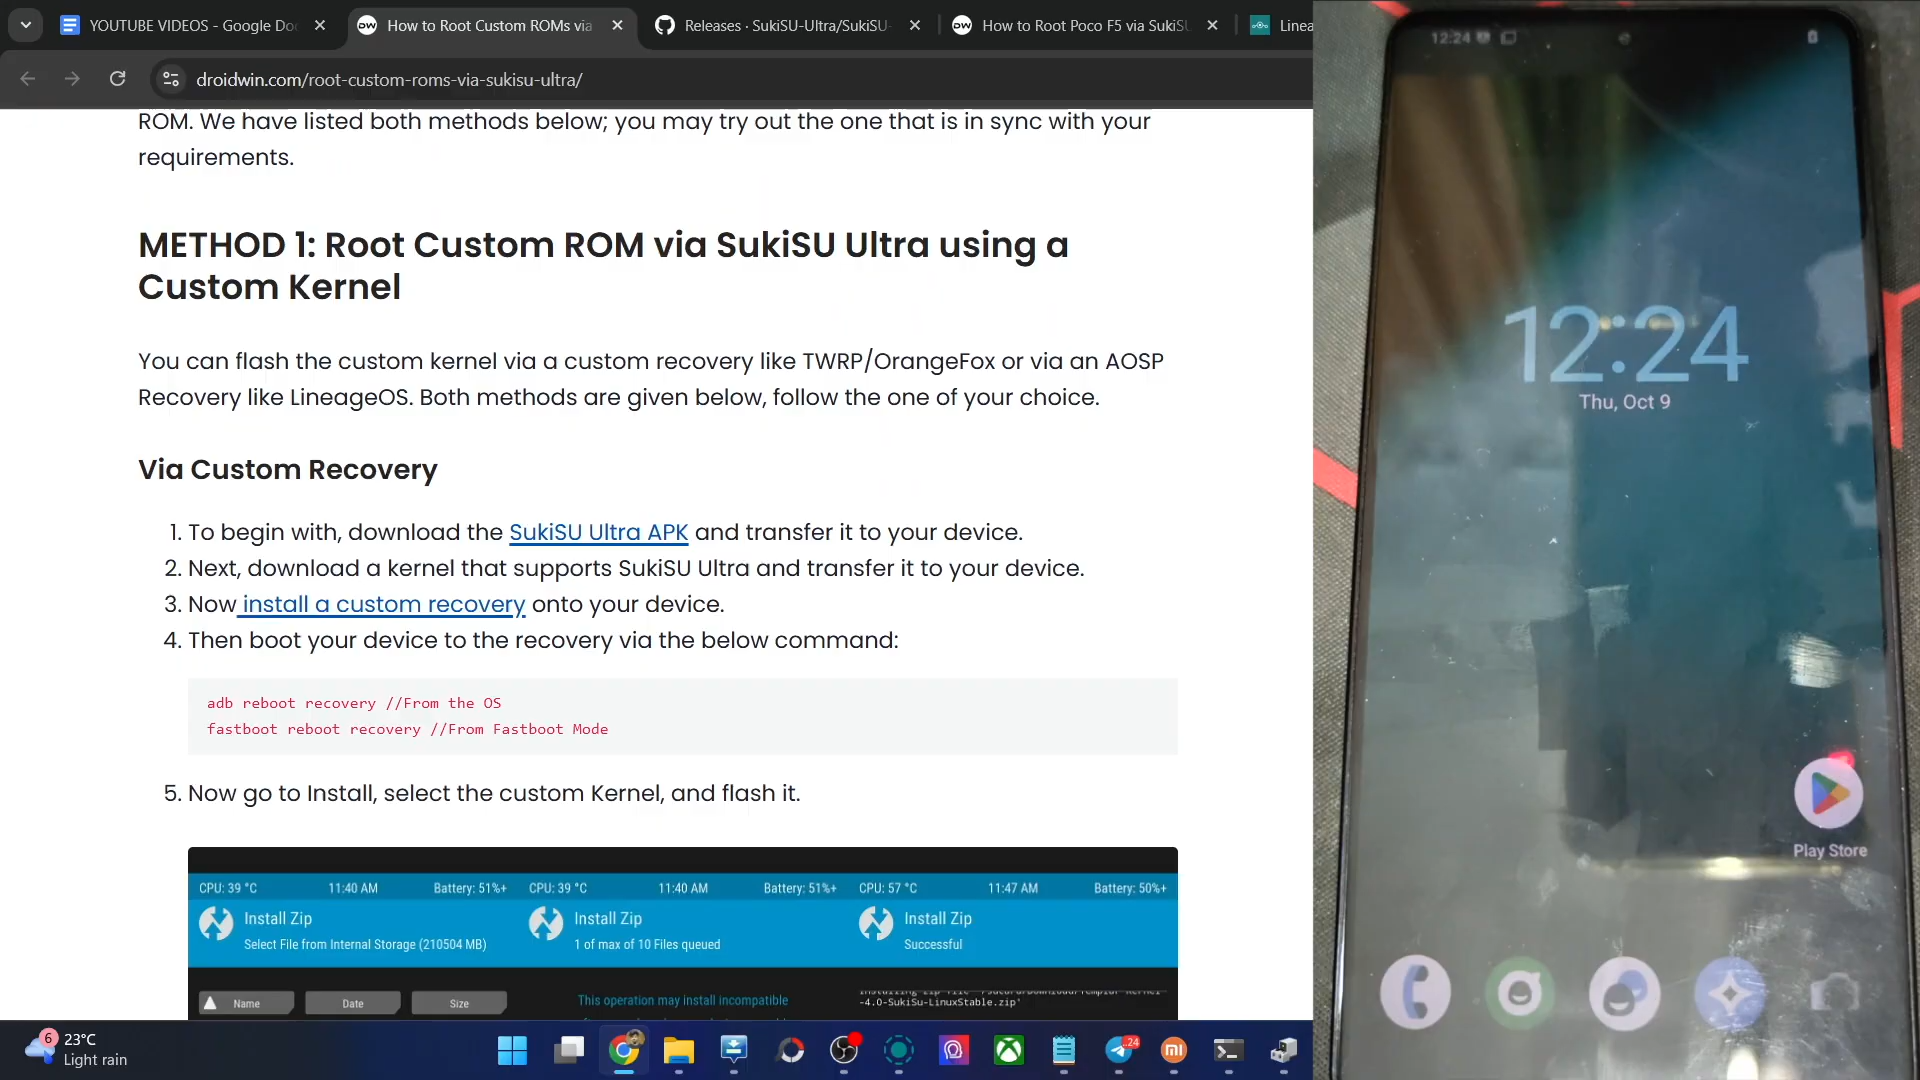 YOUTUBE VIDEOS - Google Do
How to Root Custom ROMs via
Releases · SukiSU-Ultra/SukiSU-
How to Root Poco F5 via SukiSU
Linea
droidwin.com/root-custom-roms-via-sukisu-ultra/
ROM. We have listed both methods below; you may try out the one that is in sync with your
requirements.
METHOD 1: Root Custom ROM via SukiSU Ultra using a
Custom Kernel
You can flash the custom kernel via a custom recovery like TWRP/OrangeFox or via an AOSP
Recovery like LineageOS. Both methods are given below, follow the one of your choice.
Via Custom Recovery
1. To begin with, download the SukiSU Ultra APK and transfer it to your device.
2. Next, download a kernel that supports SukiSU Ultra and transfer it to your device.
3. Now install a custom recovery onto your device.
4. Then boot your device to the recovery via the below command:
adb reboot recovery //From the OS
fastboot reboot recovery //From Fastboot Mode
5. Now go to Install, select the custom Kernel, and flash it.
CPU: 39 °C 11:40 AM Battery: 51%+
Install Zip
Select File from Internal Storage (210504 MB)
Name Date Size
CPU: 39 °C 11:40 AM Battery: 51%+
Install Zip
1 of max of 10 Files queued
This operation may install incompatible
CPU: 57 °C 11:47 AM Battery: 50%+
Install Zip
Successful
-4.0-SukiSu-LinuxStable.zip'
6
23°C
Light rain
24
12:24
12:24
Thu, Oct 9
Play Store